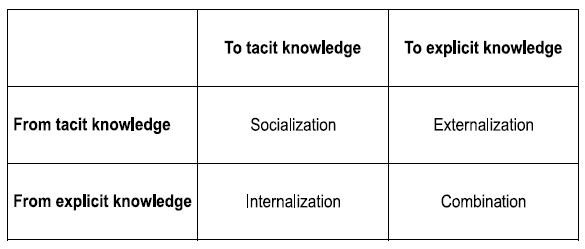 To tacit knowledge To explicit knowledge
From tacit knowledge Socialization Externalization
From explicit knowledge Internalization Combination